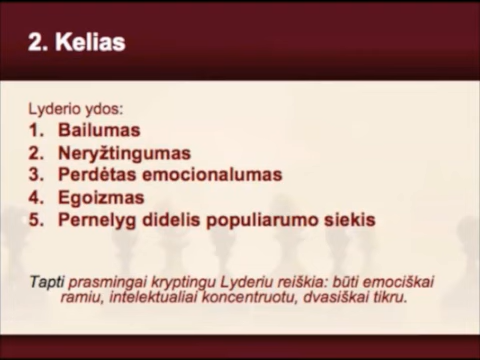 2. Kelias
Lyderio ydos:
1. Bailumas
2. Neryžtingumas
3. Perdėtas emocionalumas
4. Egoizmas
5. Pernelyg didelis populiarumo siekis
Tapti prasmingai kryptingu Lyderiu reiškia: būti emociškai
ramiu, intelektualiai koncentruotu, dvasiškai tikru.